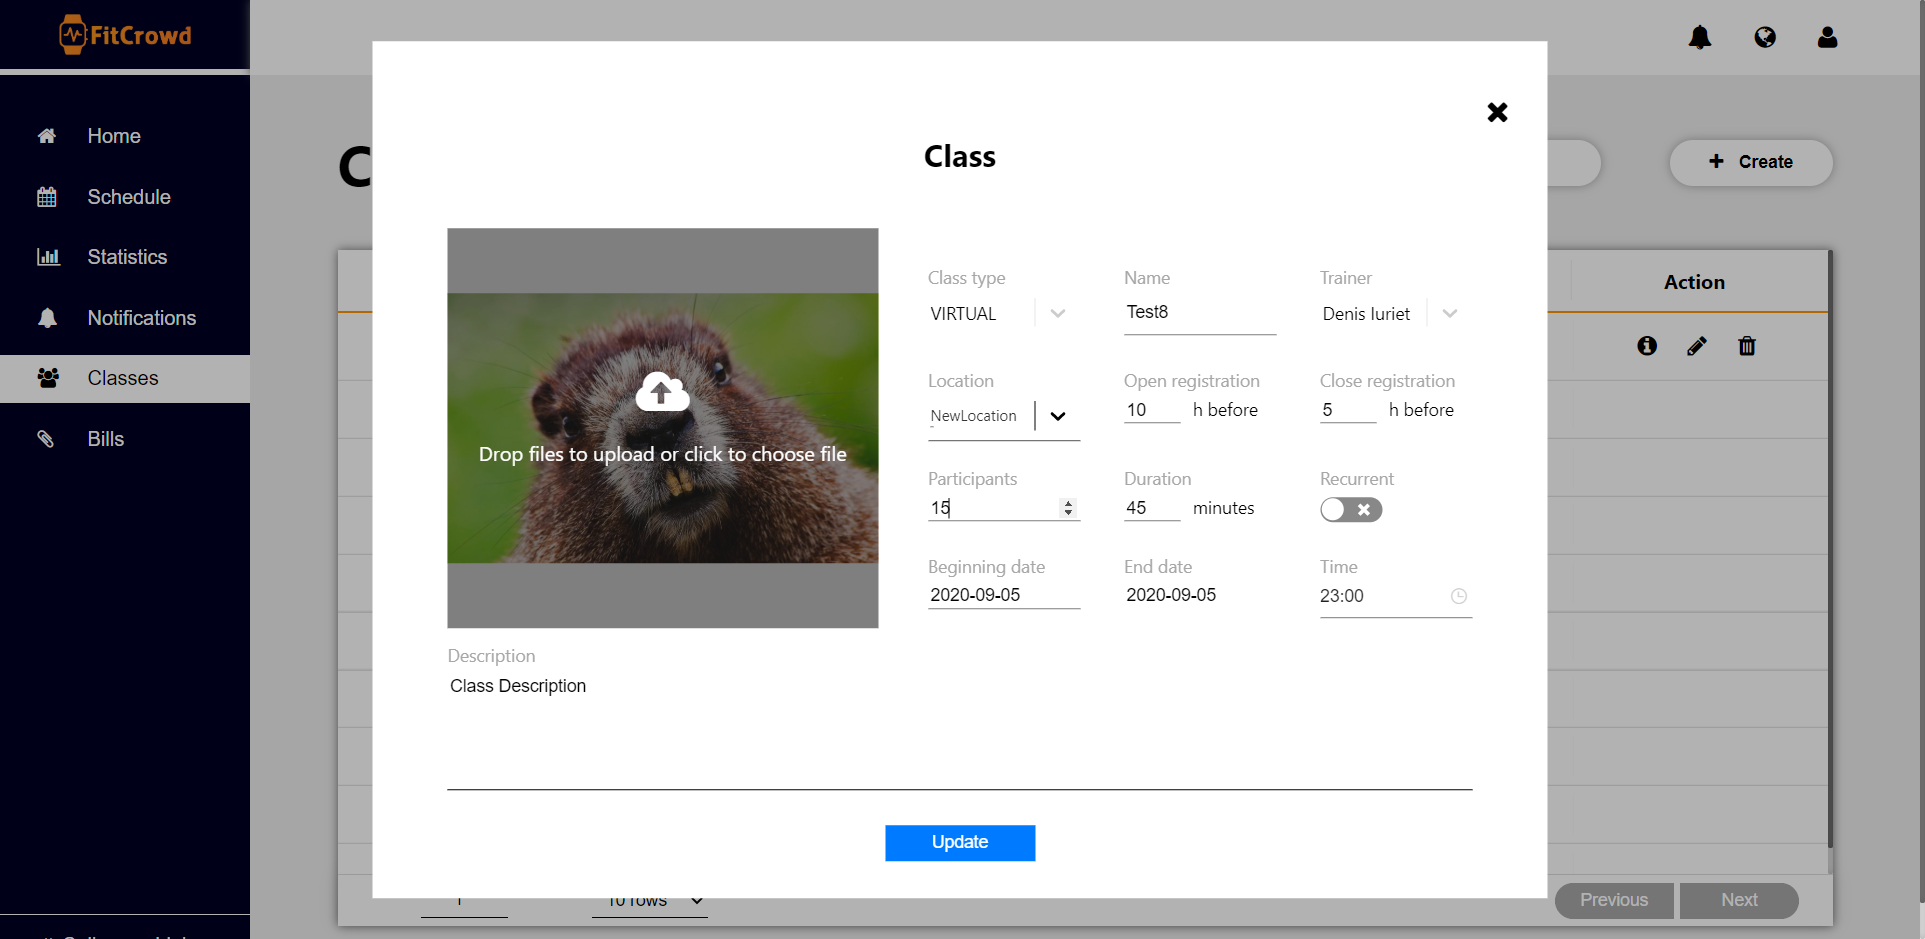 FitCrowd
Home
Schedule
Statistics
Notifications
Classes
Bills
C
Create
Action
Class
Drop files to upload or click to choose file
Class type
VIRTUAL
Name
Test8
Trainer
Denis Iuriet
Location
NewLocation
Open registration
10 h before
Close registration
5 h before
Participants
15
Duration
45 minutes
Recurrent
Beginning date
2020-09-05
End date
2020-09-05
Time
23:00
Description
Class Description
Update
1
10 rows
Previous
Next